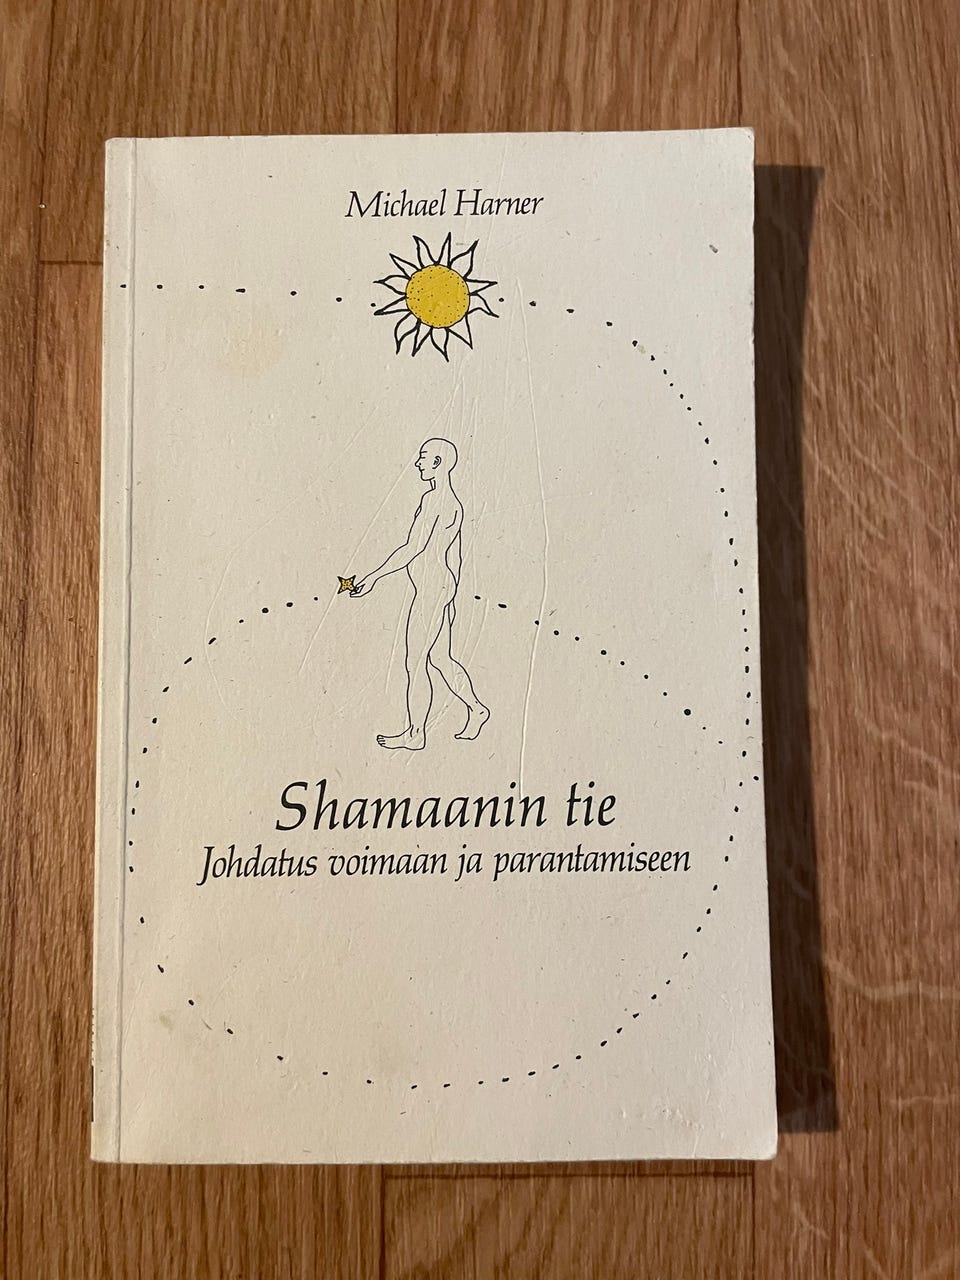 Michael Harner
Shamaanin tie
Johdatus voimaan ja parantamiseen